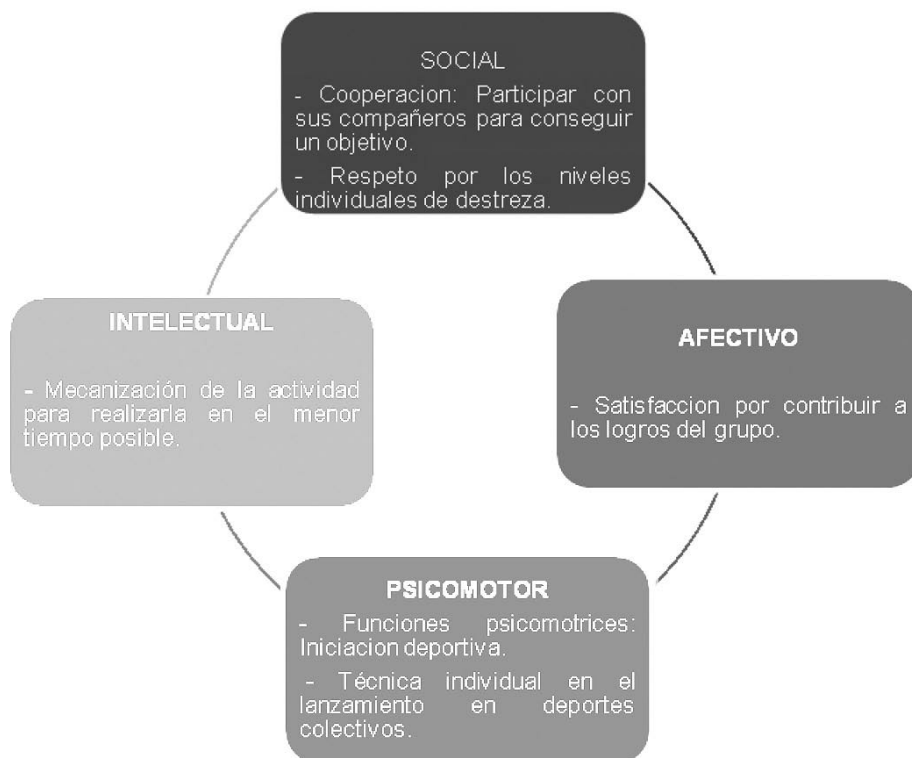 SOCIAL
- Cooperacion: Participar con
sus compañeros para conseguir
un objetivo.
- Respeto por los niveles
individuales de destreza.
INTELECTUAL
- Mecanización de la actividad
para realizarla en el menor
tiempo posible.
AFECTIVO
- Satisfaccion por contribuir a
los logros del grupo.
PSICOMOTOR
- Funciones psicomotrices:
Iniciacion deportiva.
- Técnica individual en el
lanzamiento en deportes
colectivos.